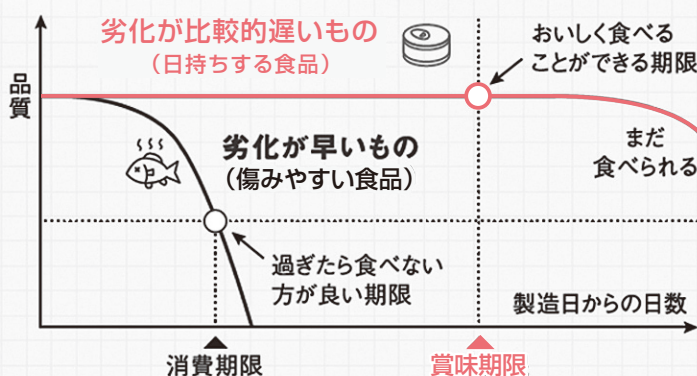 劣化が比較的遅いもの
（日持ちする食品）
おいしく食べる
ことができる期限
品質
劣化が早いもの
（傷みやすい食品）
まだ
食べられる
過ぎたら食べない
方が良い期限
製造日からの日数
消費期限
賞味期限